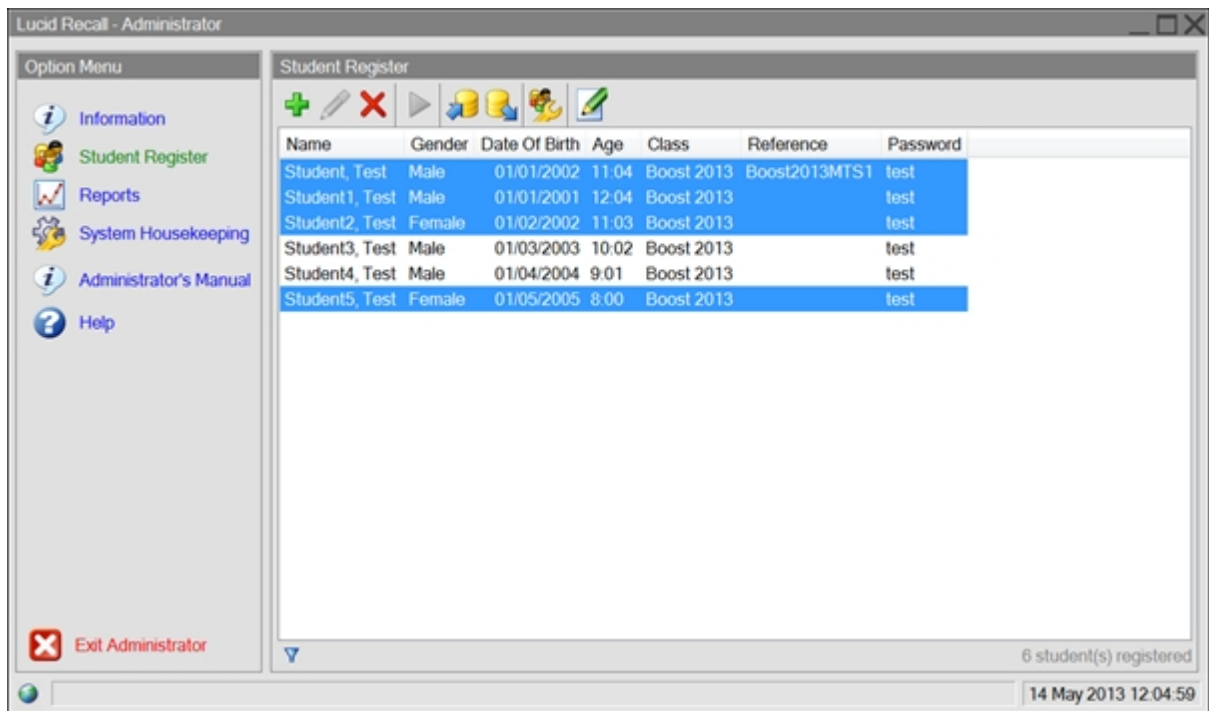 Lucid Recall - Administrator
Option Menu
Information
Student Register
Reports
System Housekeeping
Administrator's Manual
Help
Exit Administrator
Student Register
Name Gender Date Of Birth Age Class Reference Password
Student, Test Male 01/01/2002 11:04 Boost 2013 Boost2013MTS1 test
Student1, Test Male 01/01/2001 12:04 Boost 2013 test
Student2, Test Female 01/02/2002 11:03 Boost 2013 test
Student3, Test Male 01/03/2003 10:02 Boost 2013 test
Student4, Test Male 01/04/2004 9:01 Boost 2013 test
Student5, Test Female 01/05/2005 8:00 Boost 2013 test
6 student(s) registered
14 May 2013 12:04:59